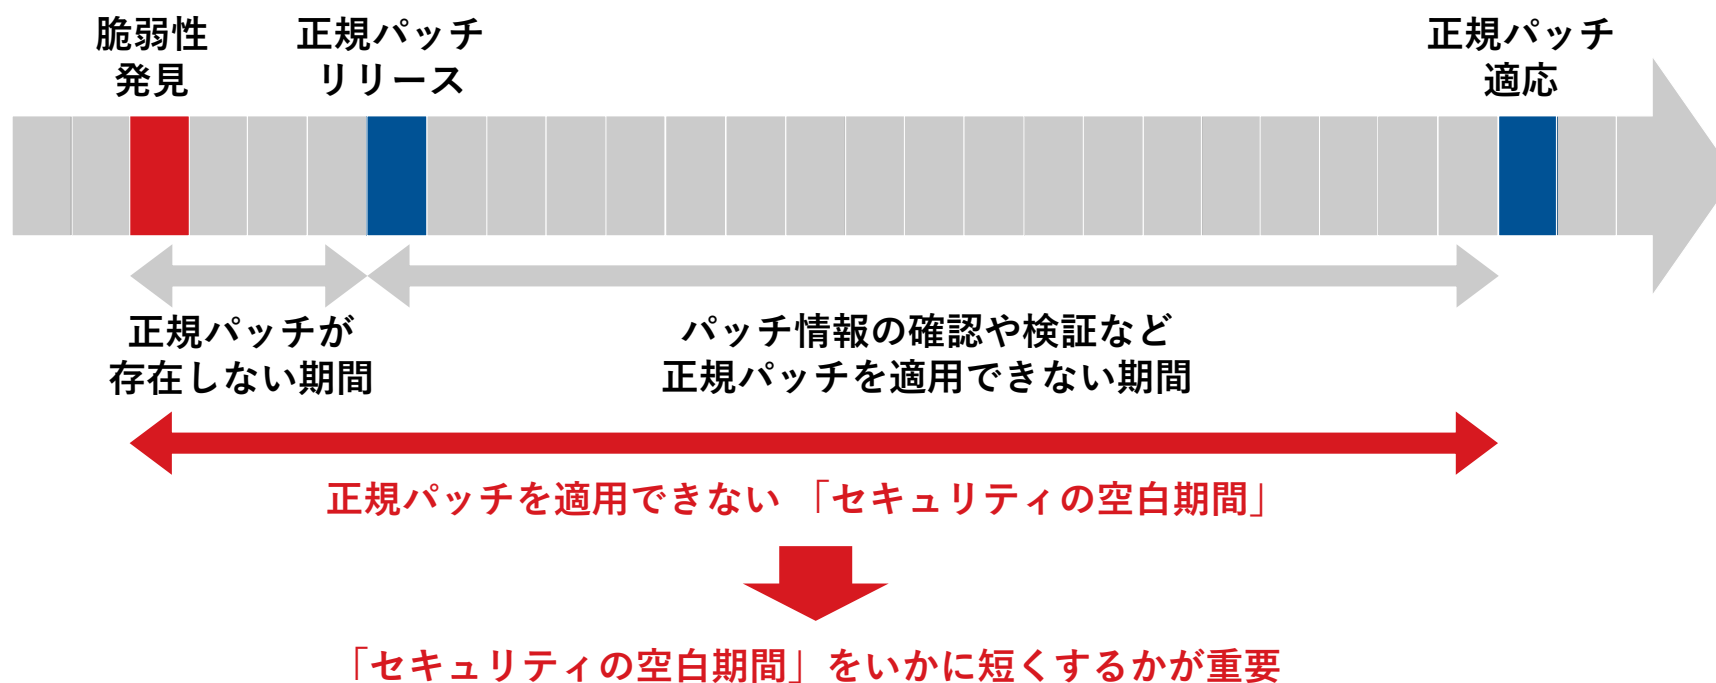 脆弱性
発見
正規パッチ
リリース
正規パッチ
適応
正規パッチが
存在しない期間
パッチ情報の確認や検証など
正規パッチを適用できない期間
正規パッチを適用できない 「セキュリティの空白期間」
「セキュリティの空白期間」をいかに短くするかが重要